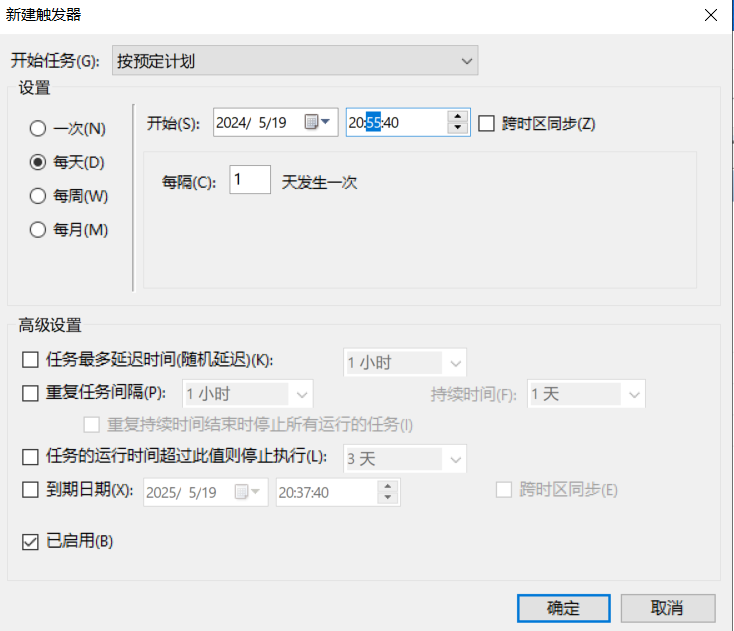 新建触发器
开始任务(G): 按预定计划
设置
一次(N)
每天(D)
每周(W)
每月(M)
开始(S): 2024/ 5/19 20:55:40 跨时区同步(Z)
每隔(C): 1 天发生一次
高级设置
任务最多延迟时间(随机延迟)(K): 1 小时
重复任务间隔(P): 1 小时 持续时间(F): 1 天
重复持续时间结束时停止所有运行的任务(I)
任务的运行时间超过此值则停止执行(L): 3 天
到期日期(X): 2025/ 5/19 20:37:40 跨时区同步(E)
已启用(B)
确定 取消